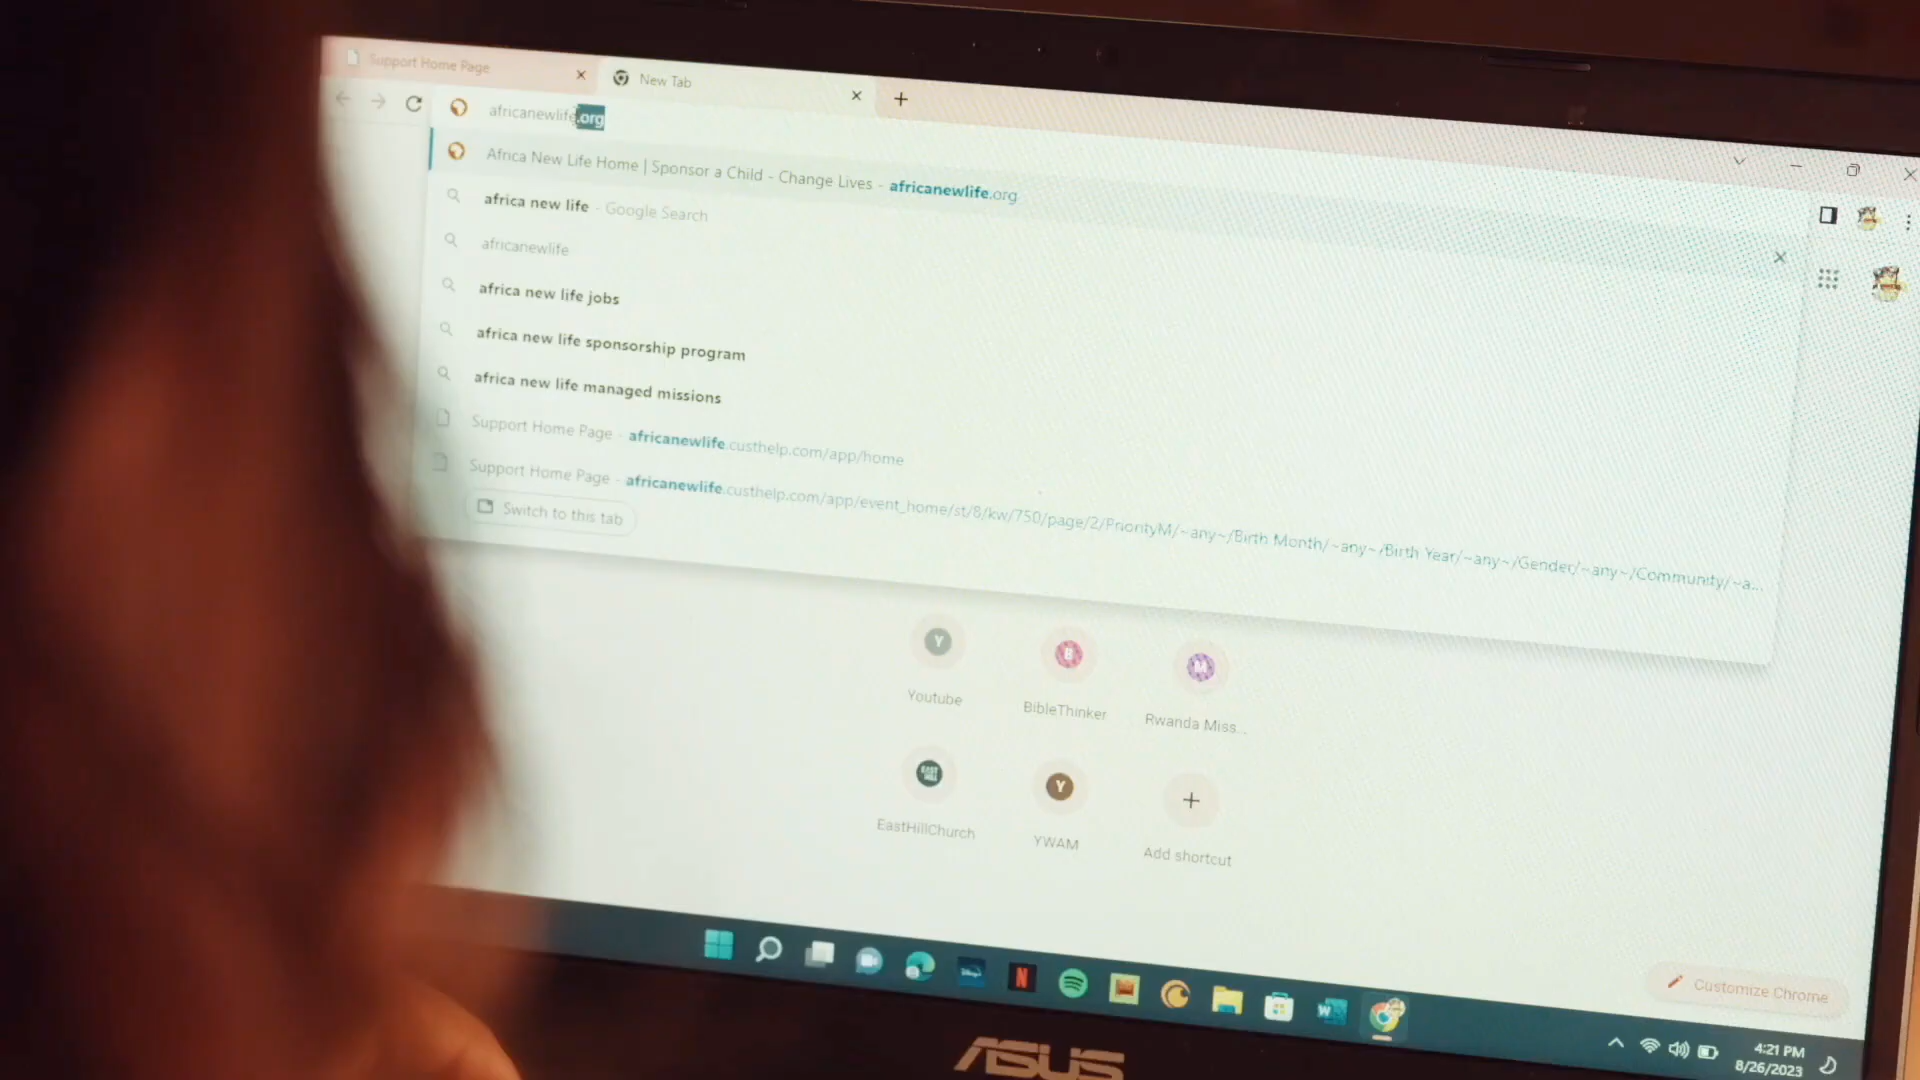 Support Home Page
New Tab
africanewlife.org
Africa New Life Home | Sponsor a Child - Change Lives - africanewlife.org
africa new life - Google Search
africanewlife
africa new life jobs
africa new life sponsorship program
africa new life managed missions
Support Home Page - africanewlife.custhelp.com/app/home
Support Home Page - africanewlife.custhelp.com/app/event_home/st/8/kw/750/page/2/PriorityM/~any~/Birth Month/~any~/Birth Year/~any~/Gender/~any~/Community/~a...
Switch to this tab
Y
B
M
Youtube
BibleThinker
Rwanda Miss...
EAST HILL
Y
EastHillChurch
YWAM
Add shortcut
Customize Chrome
Disney+
N
W
4:21 PM
8/26/2023
ASUS